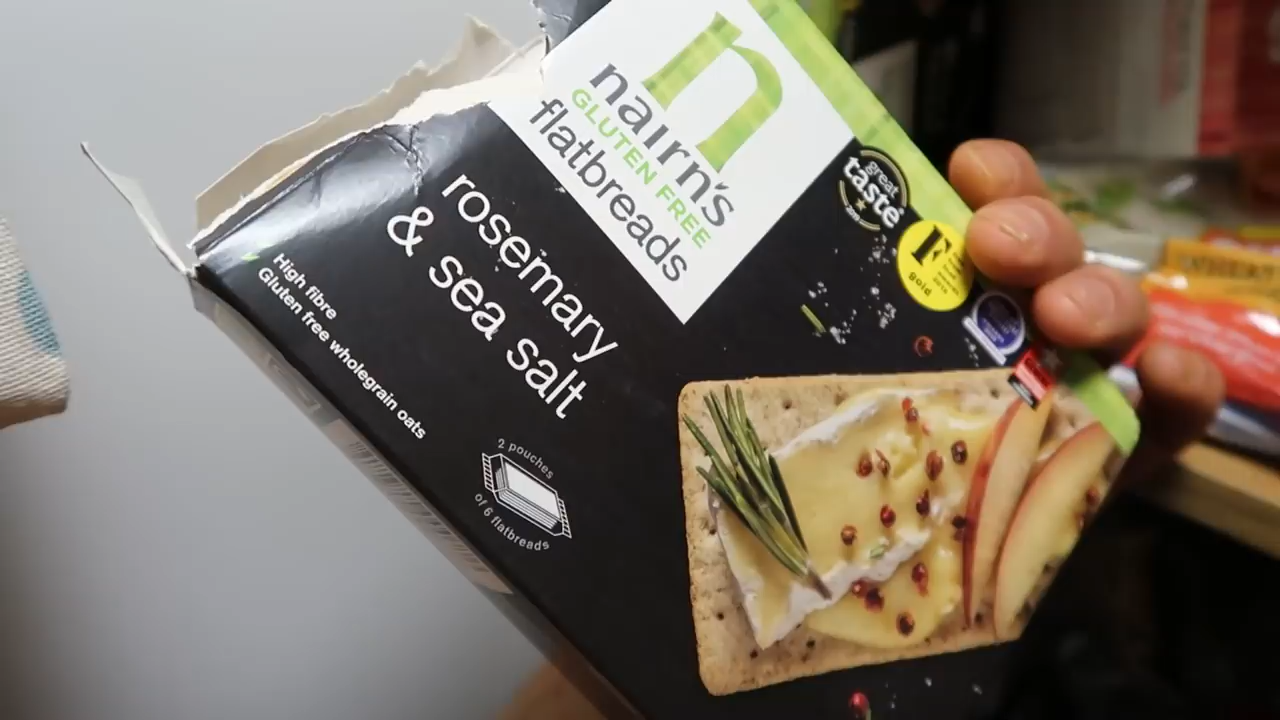 n
nairn's
GLUTEN FREE
flatbreads
rosemary
& sea salt
High fibre
Gluten free wholegrain oats
2 pouches
of 6 flatbreads
great
taste
F
gold